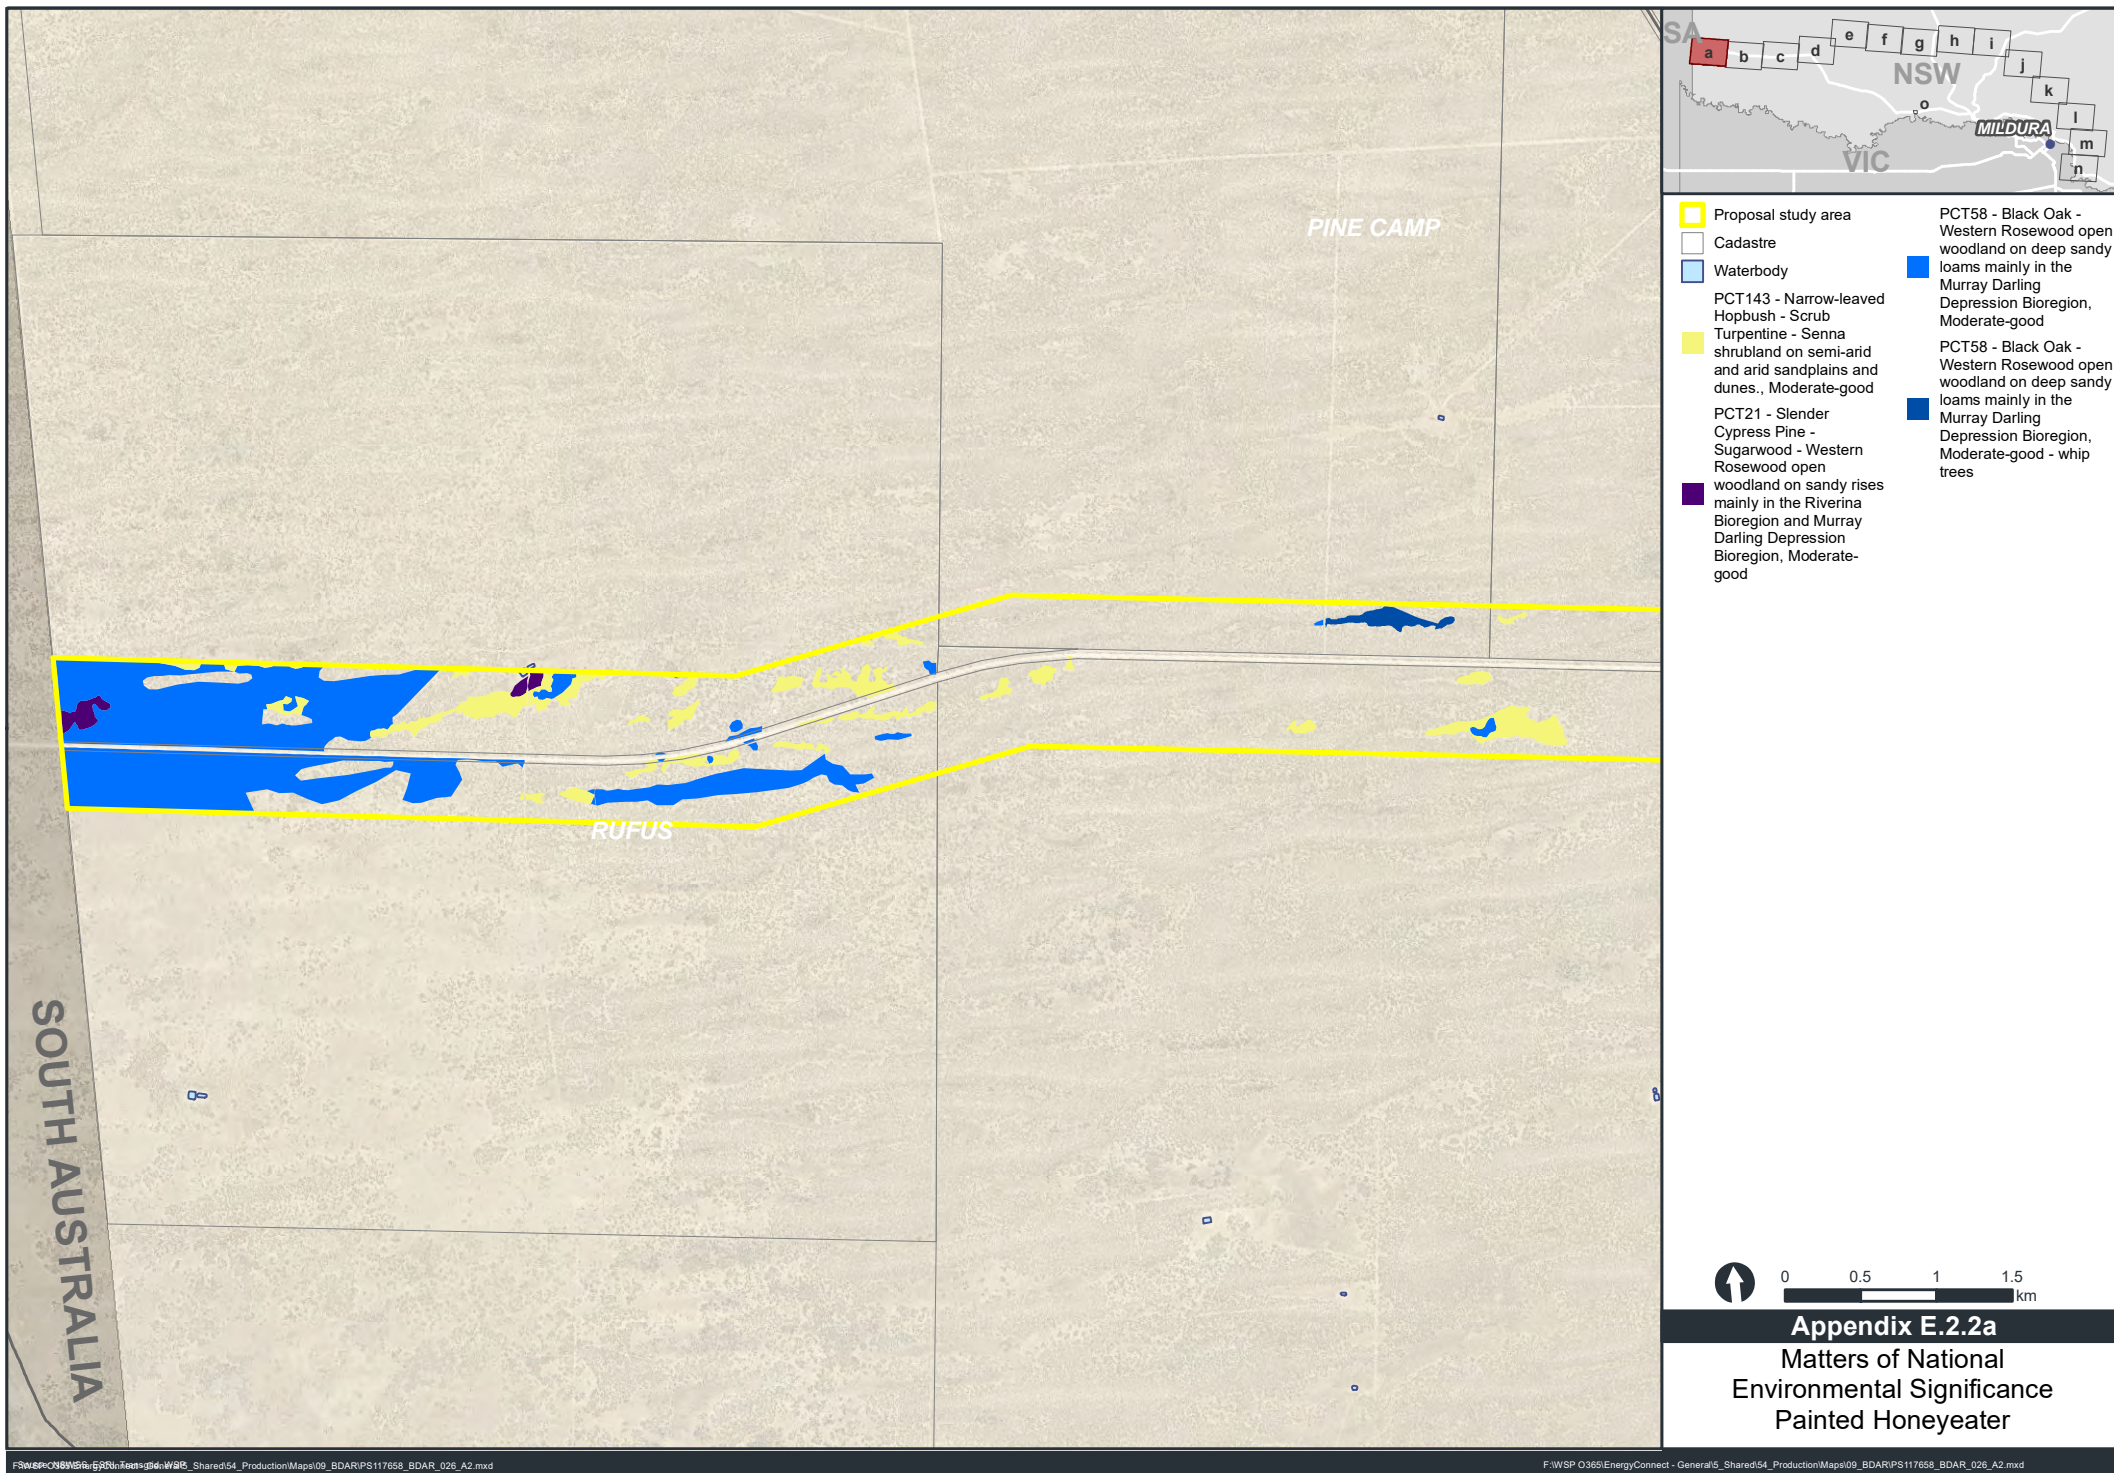 SA
a
b
c
d
e
f
g
h
i
j
k
l
m
n
o
NSW
MILDURA
VIC
PINE CAMP
RUFUS
SOUTH AUSTRALIA
Proposal study area
Cadastre
Waterbody
PCT143 - Narrow-leaved
Hopbush - Scrub
Turpentine - Senna
shrubland on semi-arid
and arid sandplains and
dunes., Moderate-good
PCT21 - Slender
Cypress Pine -
Sugarwood - Western
Rosewood open
woodland on sandy rises
mainly in the Riverina
Bioregion and Murray
Darling Depression
Bioregion, Moderate-
good
PCT58 - Black Oak -
Western Rosewood open
woodland on deep sandy
loams mainly in the
Murray Darling
Depression Bioregion,
Moderate-good
PCT58 - Black Oak -
Western Rosewood open
woodland on deep sandy
loams mainly in the
Murray Darling
Depression Bioregion,
Moderate-good - whip
trees
0 0.5 1 1.5
km
Appendix E.2.2a
Matters of National
Environmental Significance
Painted Honeyeater
5_Shared\54_Production\Maps\09_BDAR\PS117658_BDAR_026_A2.mxd
F:\WSP O365\EnergyConnect - General\5_Shared\54_Production\Maps\09_BDAR\PS117658_BDAR_026_A2.mxd